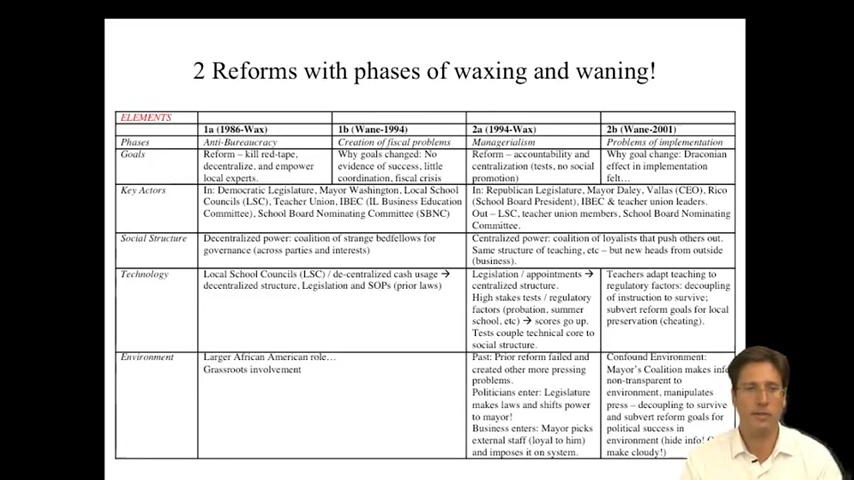 2 Reforms with phases of waxing and waning!
ELEMENTS
1a (1986-Wax)
1b (Wane-1994)
2a (1994-Wax)
2b (Wane-2001)
Phases
Anti-Bureaucracy
Creation of fiscal problems
Managerialism
Problems of implementation
Goals
Reform – kill red-tape,
decentralize, and empower
local experts.
Why goals changed: No
evidence of success, little
coordination, fiscal crisis
Reform – accountability and
centralization (tests, no social
promotion)
Why goal change: Draconian
effect in implementation
felt…
Key Actors
In: Democratic Legislature, Mayor Washington, Local School
Councils (LSC), Teacher Union, IBEC (IL Business Education
Committee), School Board Nominating Committee (SBNC)
In: Republican Legislature, Mayor Daley, Vallas (CEO), Rico
(School Board President), IBEC & teacher union leaders.
Out – LSC, teacher union members, School Board Nominating
Committee.
Social Structure
Decentralized power: coalition of strange bedfellows for
governance (across parties and interests)
Centralized power: coalition of loyalists that push others out.
Same structure of teaching, etc – but new heads from outside
(business).
Technology
Local School Councils (LSC) / de-centralized cash usage →
decentralized structure, Legislation and SOPs (prior laws)
Legislation / appointments →
centralized structure.
High stakes tests / regulatory
factors (probation, summer
school, etc) → scores go up.
Tests couple technical core to
social structure.
Teachers adapt teaching to
regulatory factors: decoupling
of instruction to survive;
subvert reform goals for local
preservation (cheating).
Environment
Larger African American role…
Grassroots involvement
Past: Prior reform failed and
created other more pressing
problems.
Politicians enter: Legislature
makes laws and shifts power
to mayor!
Business enters: Mayor picks
external staff (loyal to him)
and imposes it on system.
Confound Environment:
Mayor's Coalition makes info
non-transparent to
environment, manipulates
press – decoupling to survive
and subvert reform goals for
political success in
environment (hide info!
make cloudy!)